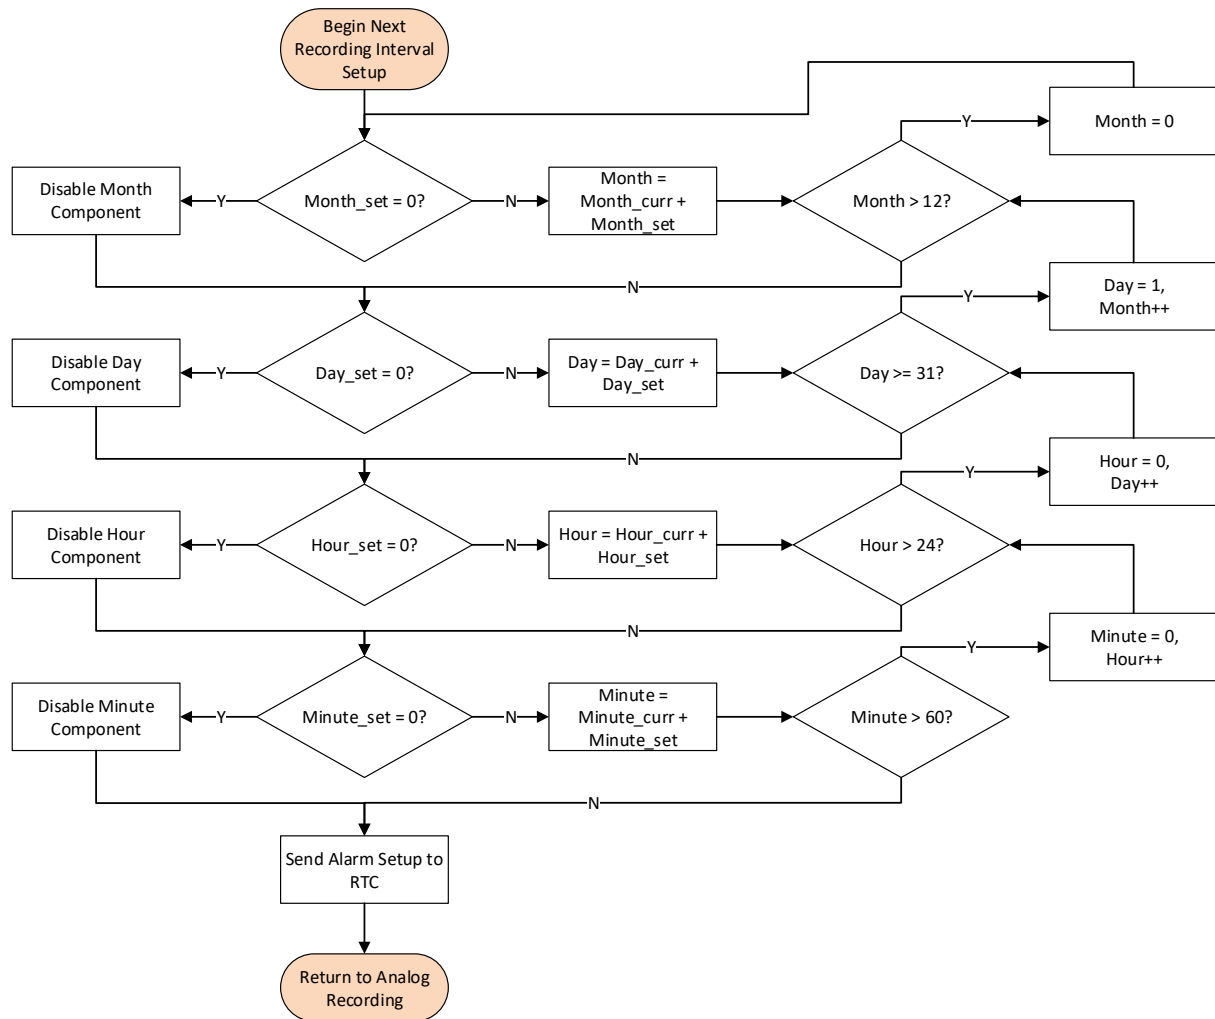 Begin Next
Recording Interval
Setup
Y
Month = 0
Disable Month
Component
Y
Month_set = 0?
N
Month =
Month_curr +
Month_set
Month > 12?
N
Y
Day = 1,
Month++
Disable Day
Component
Y
Day_set = 0?
N
Day = Day_curr +
Day_set
Day >= 31?
N
Y
Hour = 0,
Day++
Disable Hour
Component
Y
Hour_set = 0?
N
Hour = Hour_curr +
Hour_set
Hour > 24?
N
Y
Minute = 0,
Hour++
Disable Minute
Component
Y
Minute_set = 0?
N
Minute =
Minute_curr +
Minute_set
Minute > 60?
N
Send Alarm Setup to
RTC
Return to Analog
Recording